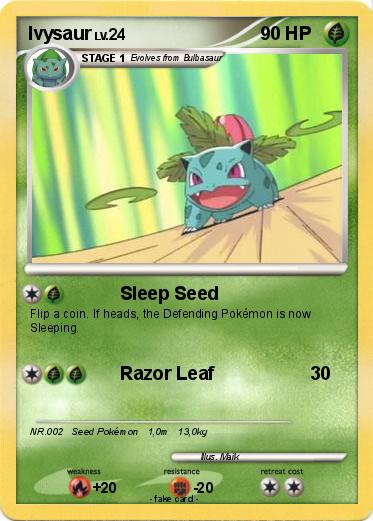 Ivysaur LV.24 90 HP
STAGE 1 Evolves from Bulbasaur
Sleep Seed
Flip a coin. If heads, the Defending Pokémon is now
Sleeping.
Razor Leaf 30
NR.002 Seed Pokémon 1,0m 13,0kg
Illus. Maik
weakness resistance retreat cost
+20 -20
- fake card -